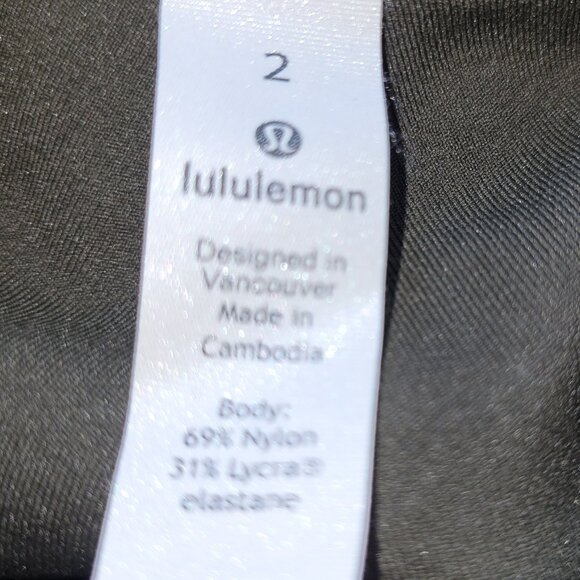 2
lululemon
Designed in
Vancouver
Made in
Cambodia
Body:
69% Nylon
31% Lycra®
elastane